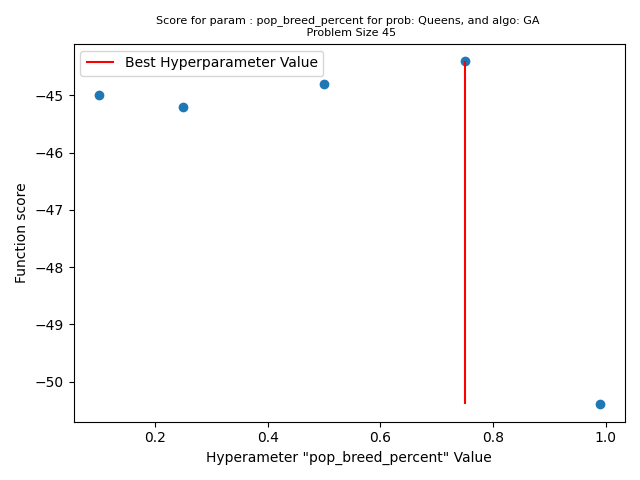 Score for param : pop_breed_percent for prob: Queens, and algo: GA
Problem Size 45
Best Hyperparameter Value
Function score
−45
−46
−47
−48
−49
−50
0.2
0.4
0.6
0.8
1.0
Hyperameter "pop_breed_percent" Value